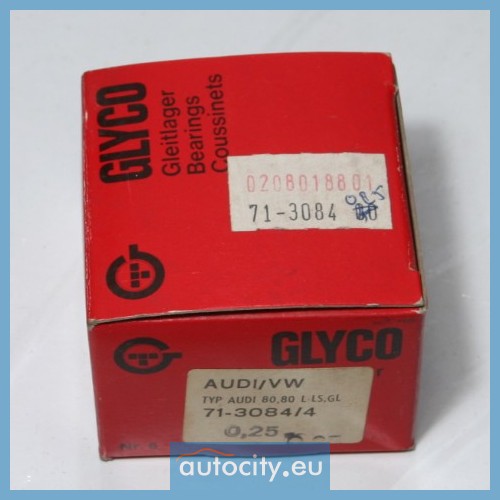 GLYCO
Gleitlager
Bearings
Coussinets
0208018801
71-3084
GLYCO
AUDI/VW
TYP AUDI 80,80 L-LS,GL
71-3084/4
0,25
autocity.eu